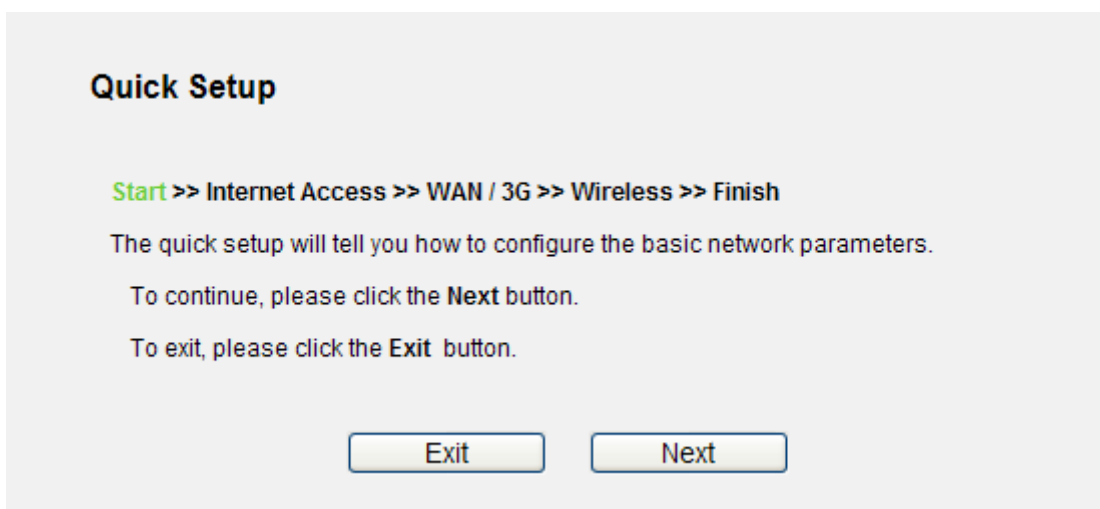 Quick Setup
Start >> Internet Access >> WAN / 3G >> Wireless >> Finish
The quick setup will tell you how to configure the basic network parameters.
To continue, please click the Next button.
To exit, please click the Exit button.
Exit Next